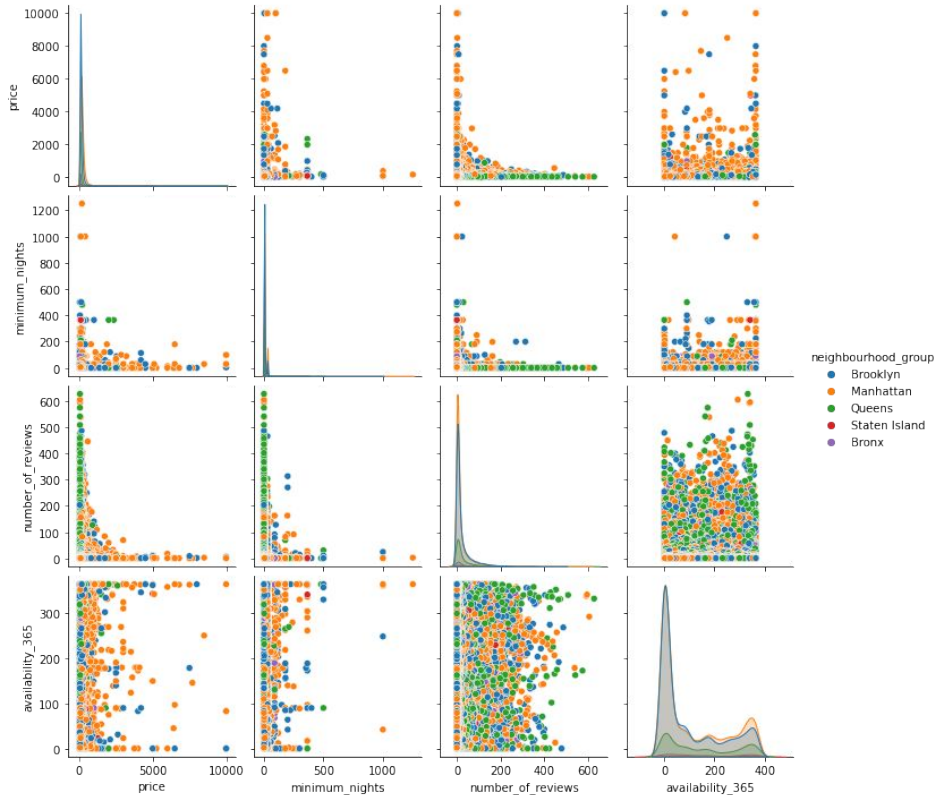 10000
8000
6000
4000
2000
0
price
1200
1000
800
600
400
200
0
minimum_nights
600
500
400
300
200
100
0
number_of_reviews
300
200
100
0
availability_365
0 5000 10000
price
0 1000
minimum_nights
0 200 400 600
number_of_reviews
0 200 400
availability_365
neighbourhood_group
Brooklyn
Manhattan
Queens
Staten Island
Bronx